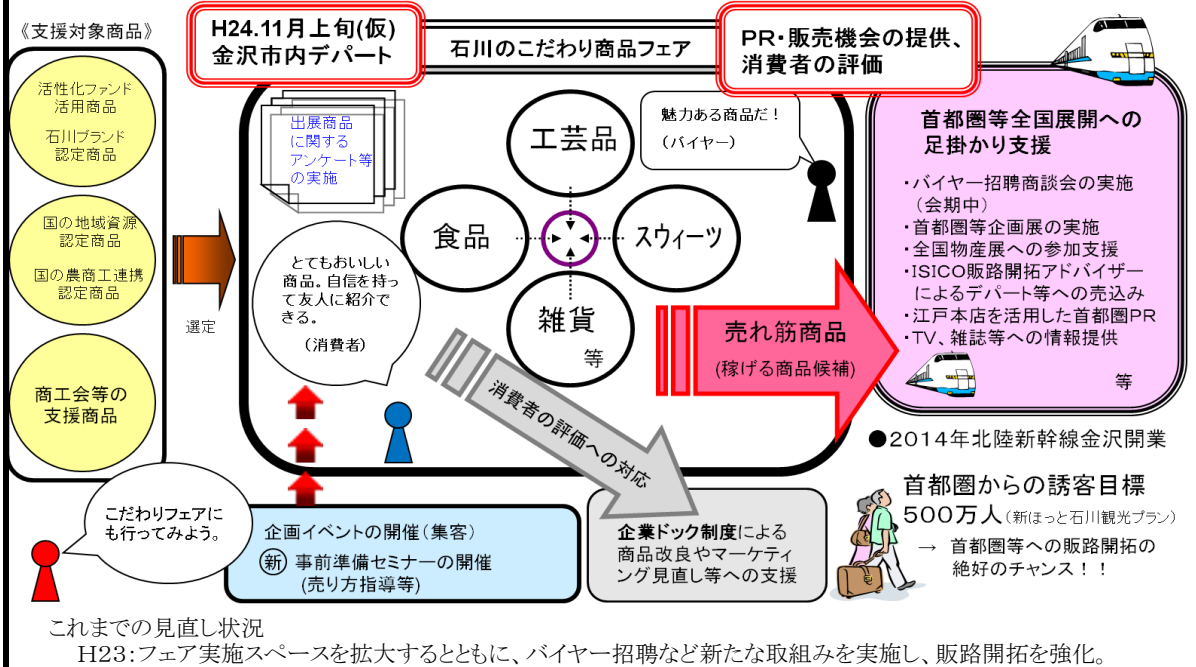 《支援対象商品》
活性化ファンド
活用商品
石川ブランド
認定商品
国の地域資源
認定商品
国の農商工連携
認定商品
商工会等の
支援商品
選定
H24.11月上旬(仮)
金沢市内デパート
石川のこだわり商品フェア
PR・販売機会の提供、
消費者の評価
出展商品
に関する
アンケート等
の実施
工芸品
食品
スウィーツ
雑貨
等
魅力ある商品だ！
(バイヤー)
とてもおいしい
商品。自信を持っ
て友人に紹介で
きる。
(消費者)
売れ筋商品
(稼げる商品候補)
消費者の評価への対応
首都圏等全国展開への
足掛かり支援
・バイヤー招聘商談会の実施
(会期中)
・首都圏等企画展の実施
・全国物産展への参加支援
・ISICO販路開拓アドバイザー
によるデパート等への売込み
・江戸本店を活用した首都圏PR
・TV、雑誌等への情報提供
等
●2014年北陸新幹線金沢開業
首都圏からの誘客目標
500万人(新ほっと石川観光プラン)
→ 首都圏等への販路開拓の
絶好のチャンス！！
こだわりフェアに
も行ってみよう。
企画イベントの開催(集客)
新 事前準備セミナーの開催
(売り方指導等)
企業ドック制度による
商品改良やマーケティ
ング見直し等への支援
これまでの見直し状況
H23:フェア実施スペースを拡大するとともに、バイヤー招聘など新たな取組みを実施し、販路開拓を強化。